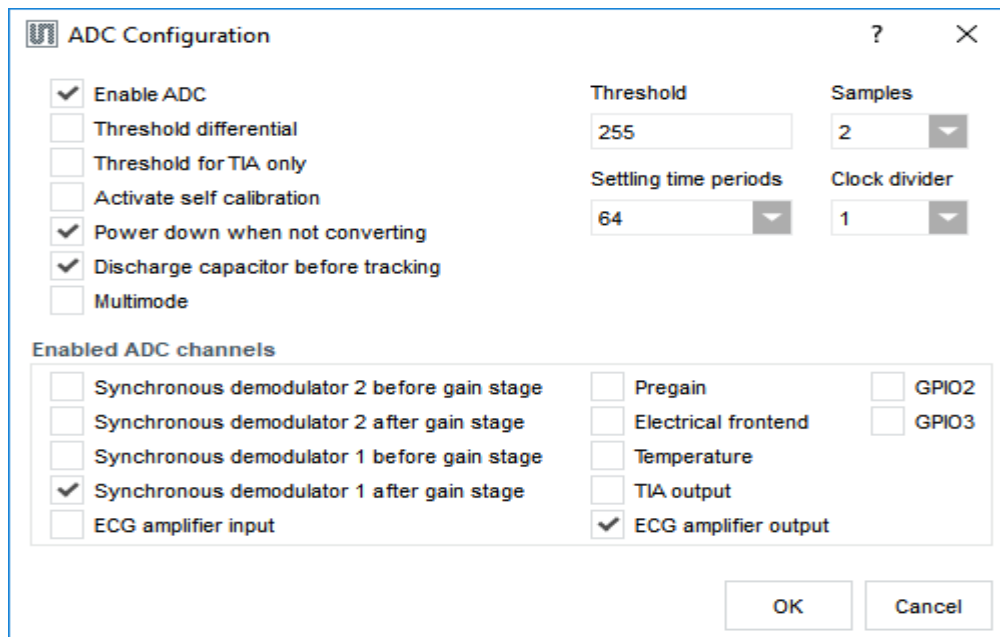 ADC Configuration ?
Enable ADC
Threshold differential
Threshold for TIA only
Activate self calibration
Power down when not converting
Discharge capacitor before tracking
Multimode
Threshold Samples
255 2
Settling time periods Clock divider
64 1
Enabled ADC channels
Synchronous demodulator 2 before gain stage
Synchronous demodulator 2 after gain stage
Synchronous demodulator 1 before gain stage
Synchronous demodulator 1 after gain stage
ECG amplifier input
Pregain
Electrical frontend
Temperature
TIA output
ECG amplifier output
GPIO2
GPIO3
OK Cancel